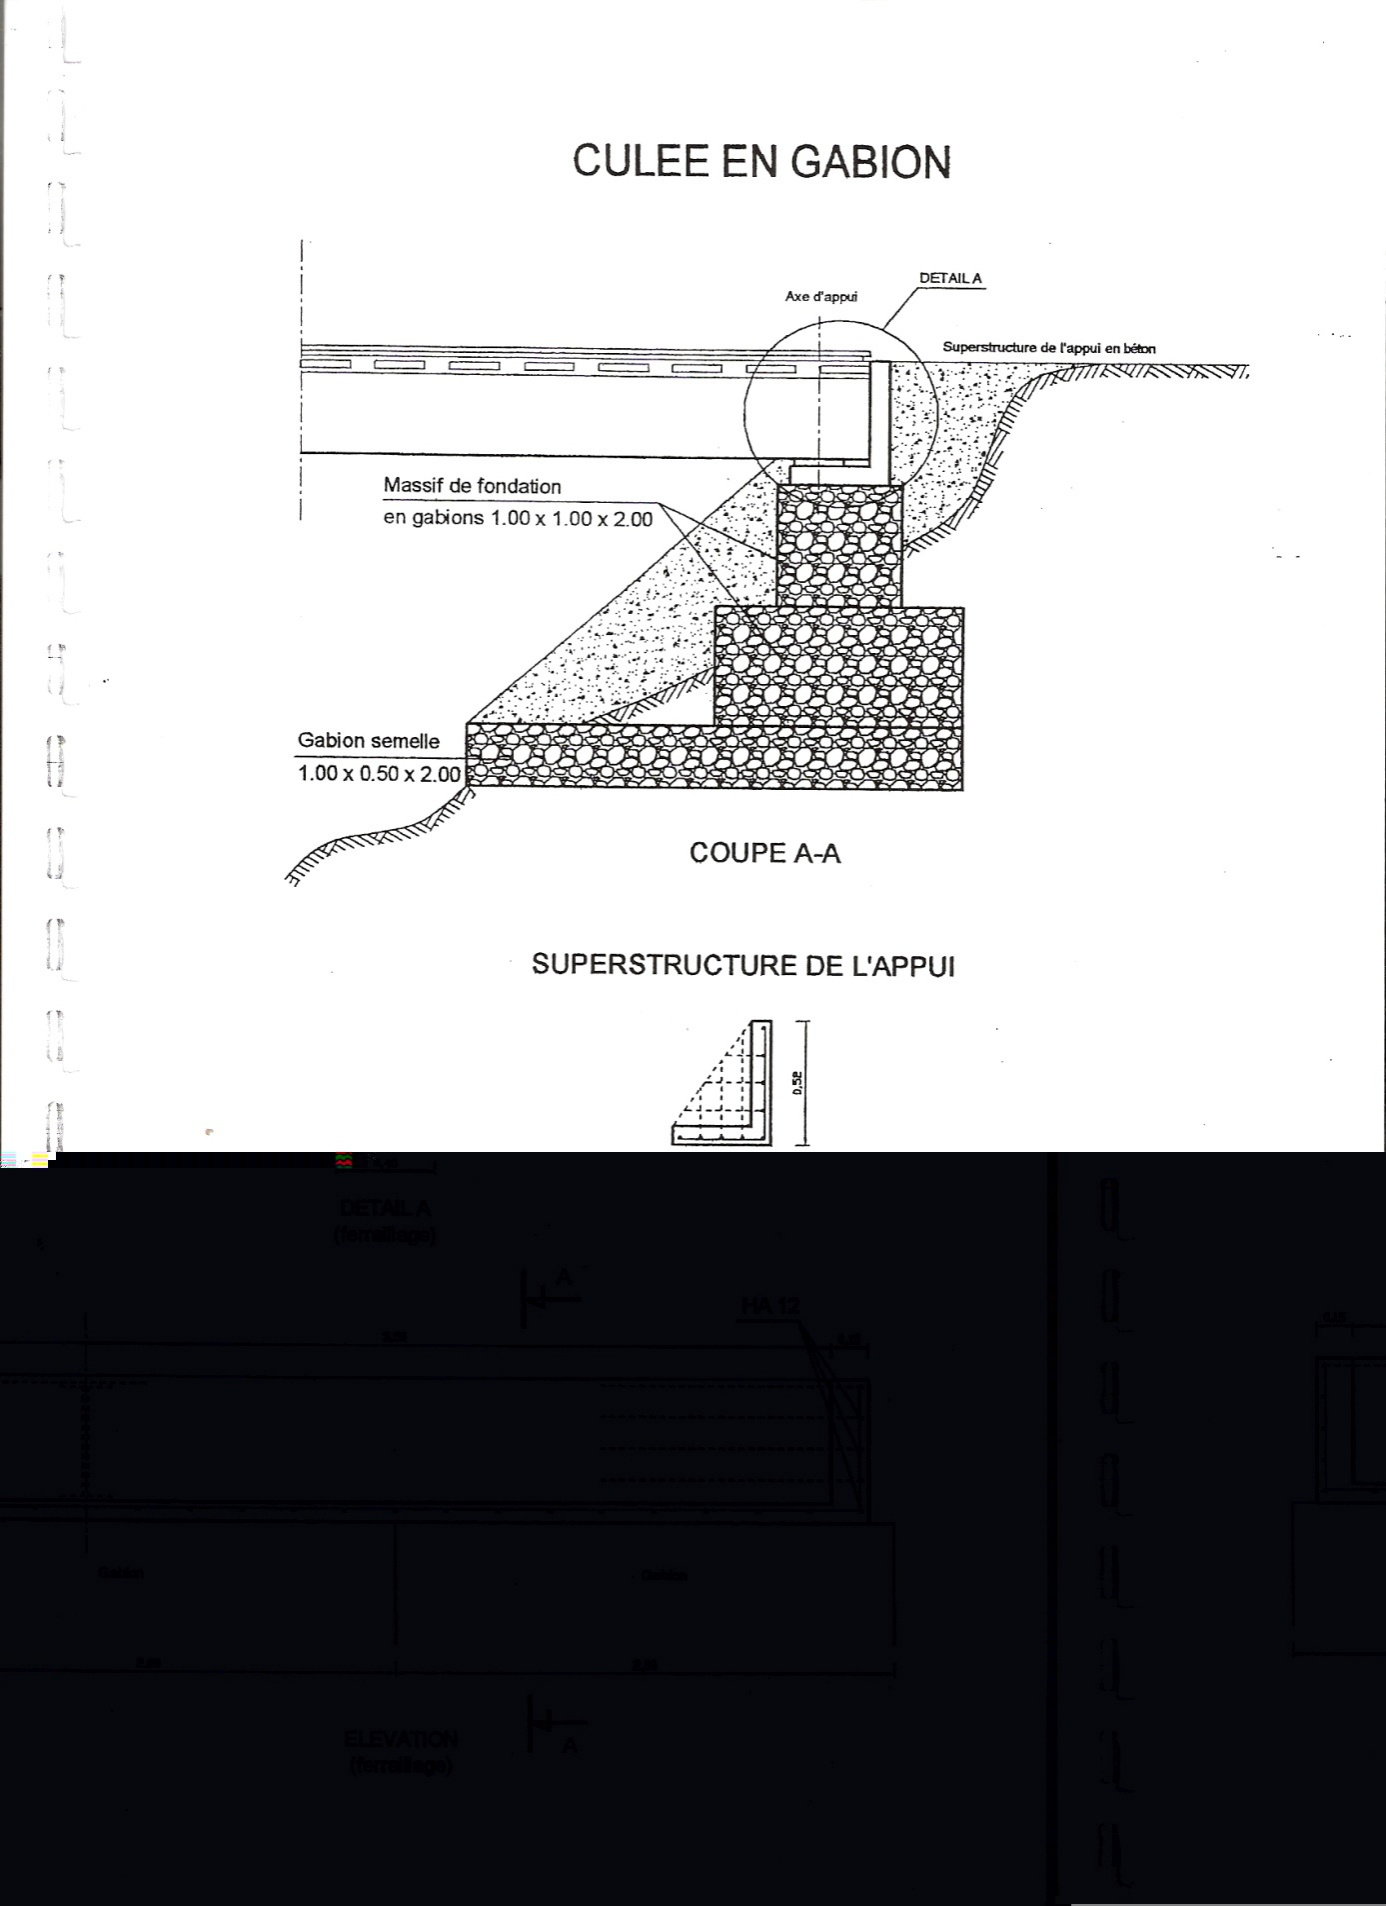 CULEE EN GABION
DETAIL A
Axe d'appui
Superstructure de l'appui en béton
Massif de fondation
en gabions 1.00 x 1.00 x 2.00
Gabion semelle
1.00 x 0.50 x 2.00
COUPE A-A
SUPERSTRUCTURE DE L'APPUI
0,52
DETAIL A
(ferraillage)
A
HA 12
Gabion
Gabion
ELEVATION
(ferraillage)
A